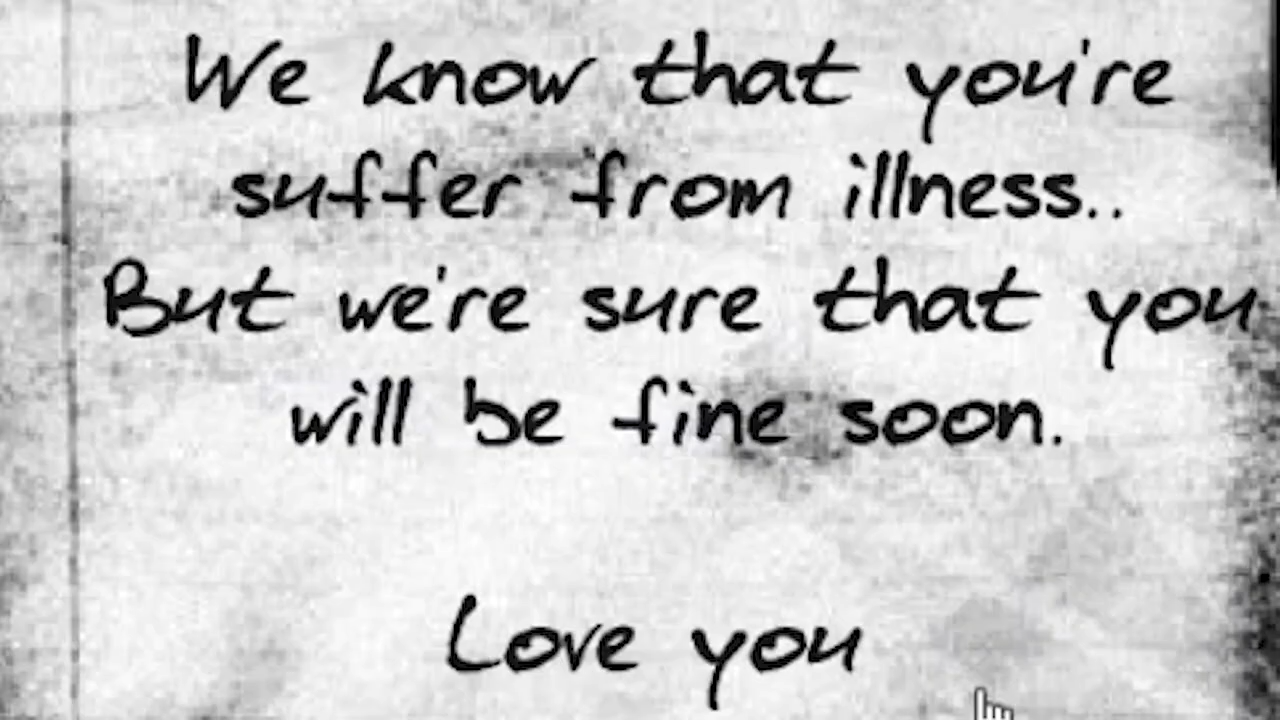 We know that you're
suffer from illness..
But we're sure that you
will be fine soon.
Love you